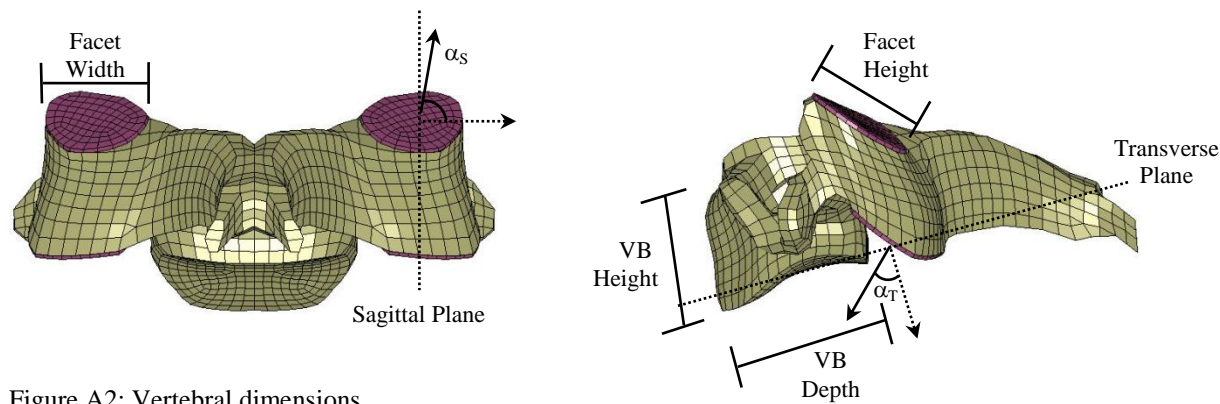 Facet
Width
αS
Sagittal Plane
Facet
Height
Transverse
Plane
VB
Height
αT
VB
Depth
Figure A2: Vertebral dimensions